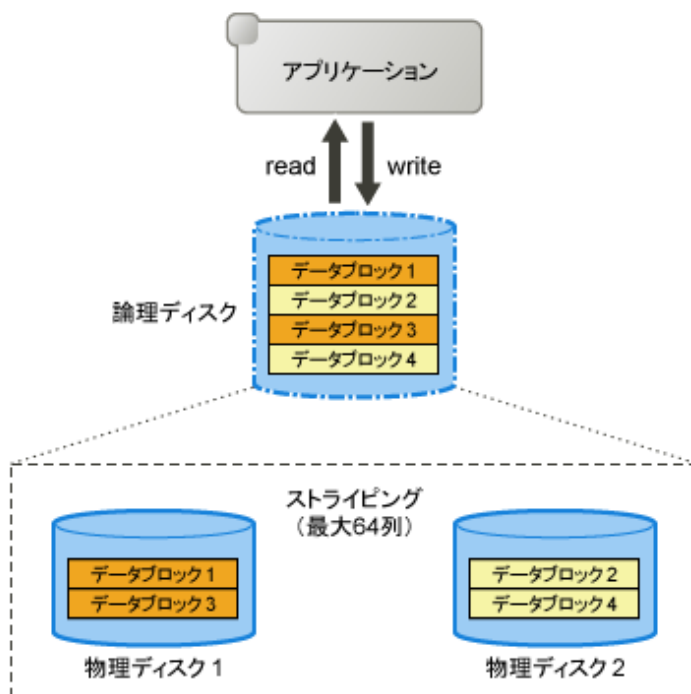 アプリケーション
read
write
データブロック1
データブロック2
データブロック3
データブロック4
論理ディスク
ストライピング
(最大64列)
データブロック1
データブロック3
データブロック2
データブロック4
物理ディスク1
物理ディスク2